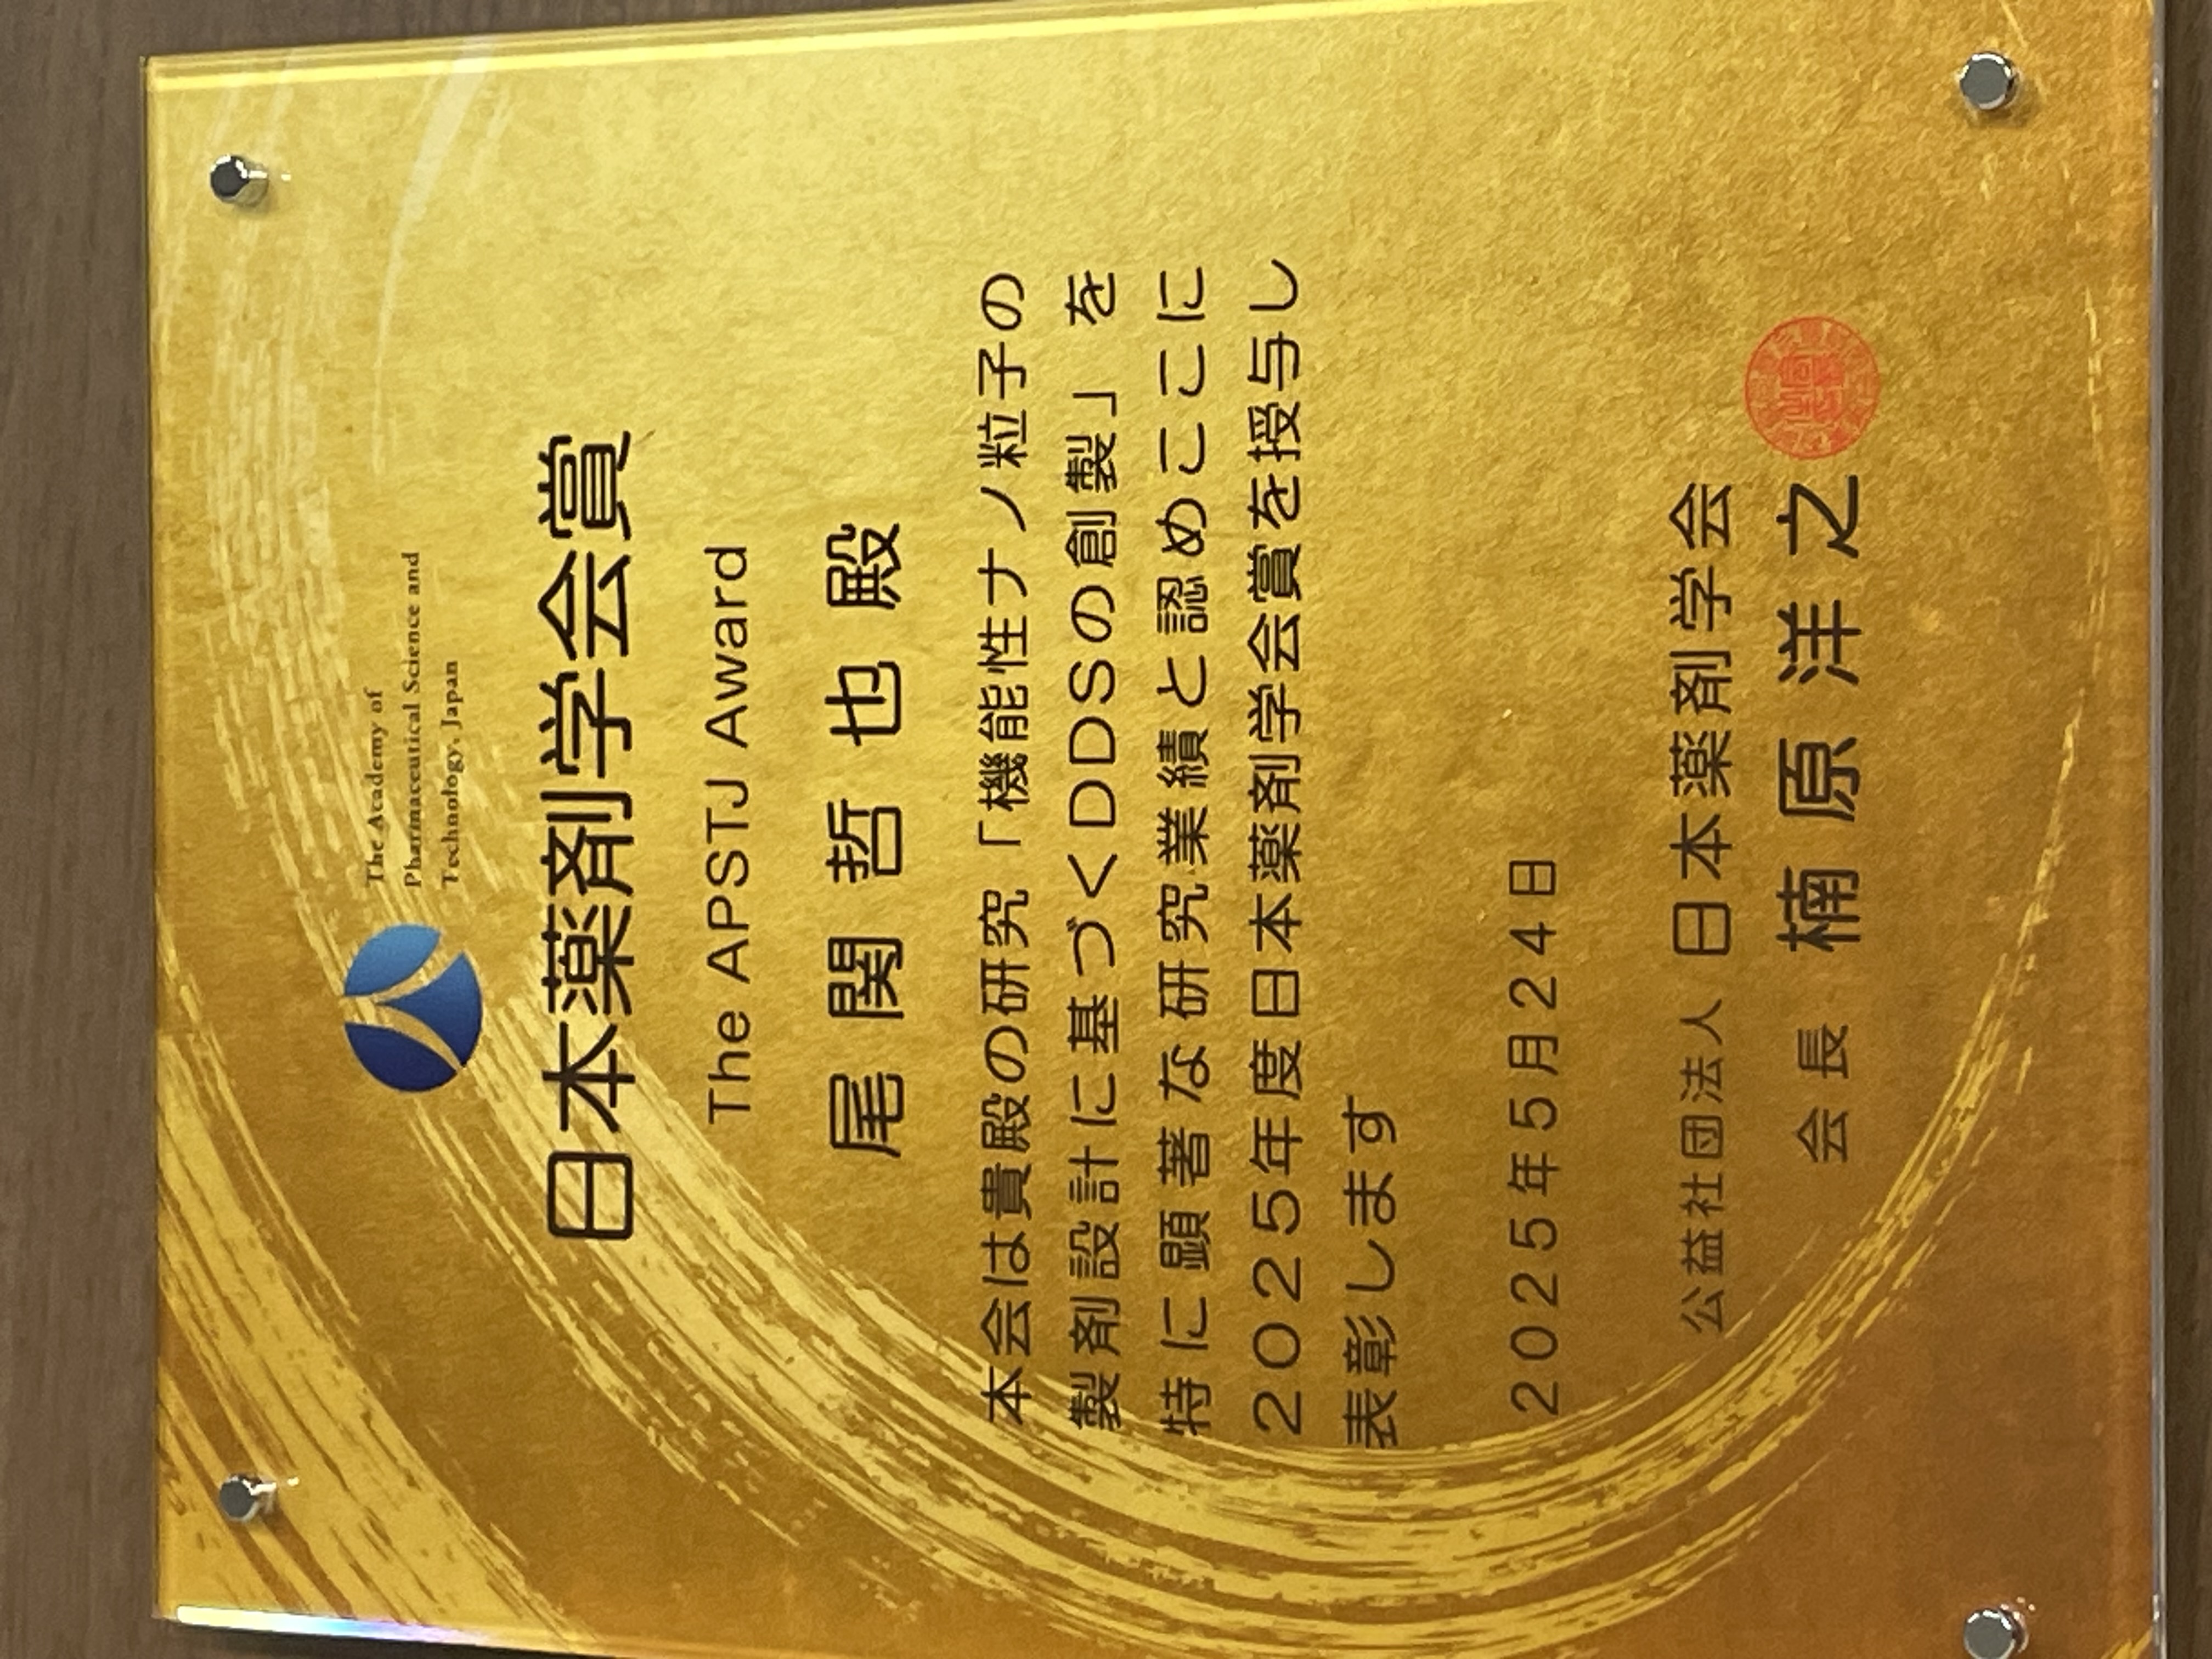 The Academy of
Pharmaceutical Science and
Technology, Japan
日本薬剤学会賞
The APSTJ Award
尾関哲也殿
本会は貴殿の研究「機能性ナノ粒子の
製剤設計に基づくDDSの創製」を
特に顕著な研究業績と認めここに
2025年度日本薬剤学会賞を授与し
表彰します
2025年5月24日
公益社団法人 日本薬剤学会
会長 楠原洋之